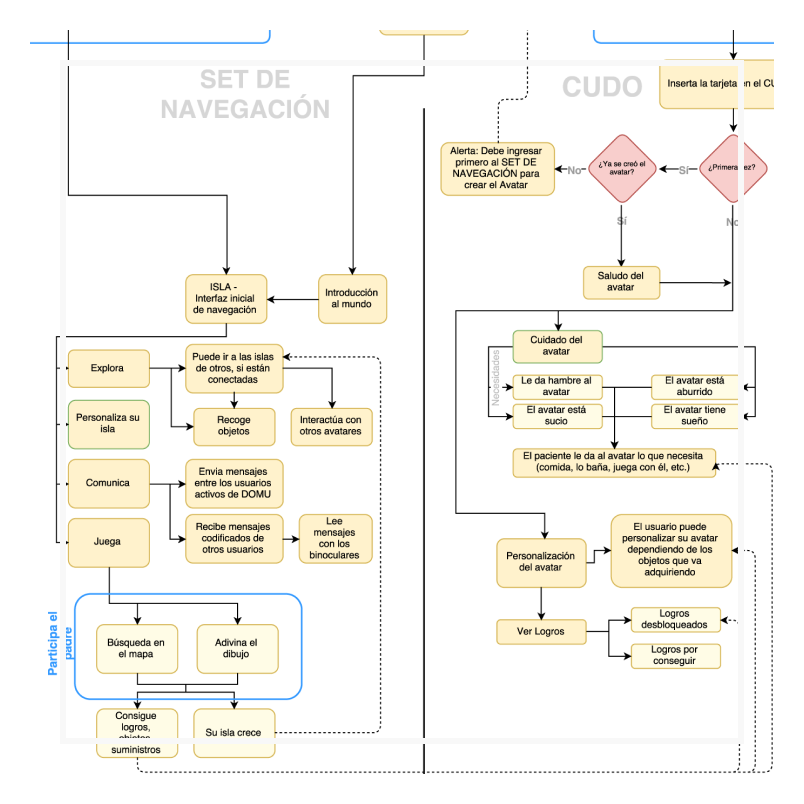 SET DE
NAVEGACIÓN
CUDO
Inserta la tarjeta en el CU
Alerta: Debe ingresar
primero al SET DE
NAVEGACIÓN para
crear el Avatar
No
¿Ya se creó el
avatar?
Sí
¿Primera vez?
Sí
No
Saludo del
avatar
ISLA -
Interfaz inicial
de navegación
Introducción
al mundo
Explora
Puede ir a las islas
de otros, si están
conectadas
Recoge
objetos
Interactúa con
otros avatares
Personaliza su
isla
Comunica
Envia mensajes
entre los usuarios
activos de DOMU
Recibe mensajes
codificados de
otros usuarios
Lee
mensajes
con los
binoculares
Juega
Participa el
padre
Búsqueda en
el mapa
Adivina el
dibujo
Consigue
logros,
objetos,
suministros
Su isla crece
Cuidado del
avatar
Necesidades
Le da hambre al
avatar
El avatar está
aburrido
El avatar está
sucio
El avatar tiene
sueño
El paciente le da al avatar lo que necesita
(comida, lo baña, juega con él, etc.)
Personalización
del avatar
El usuario puede
personalizar su avatar
dependiendo de los
objetos que va
adquiriendo
Ver Logros
Logros
desbloqueados
Logros por
conseguir